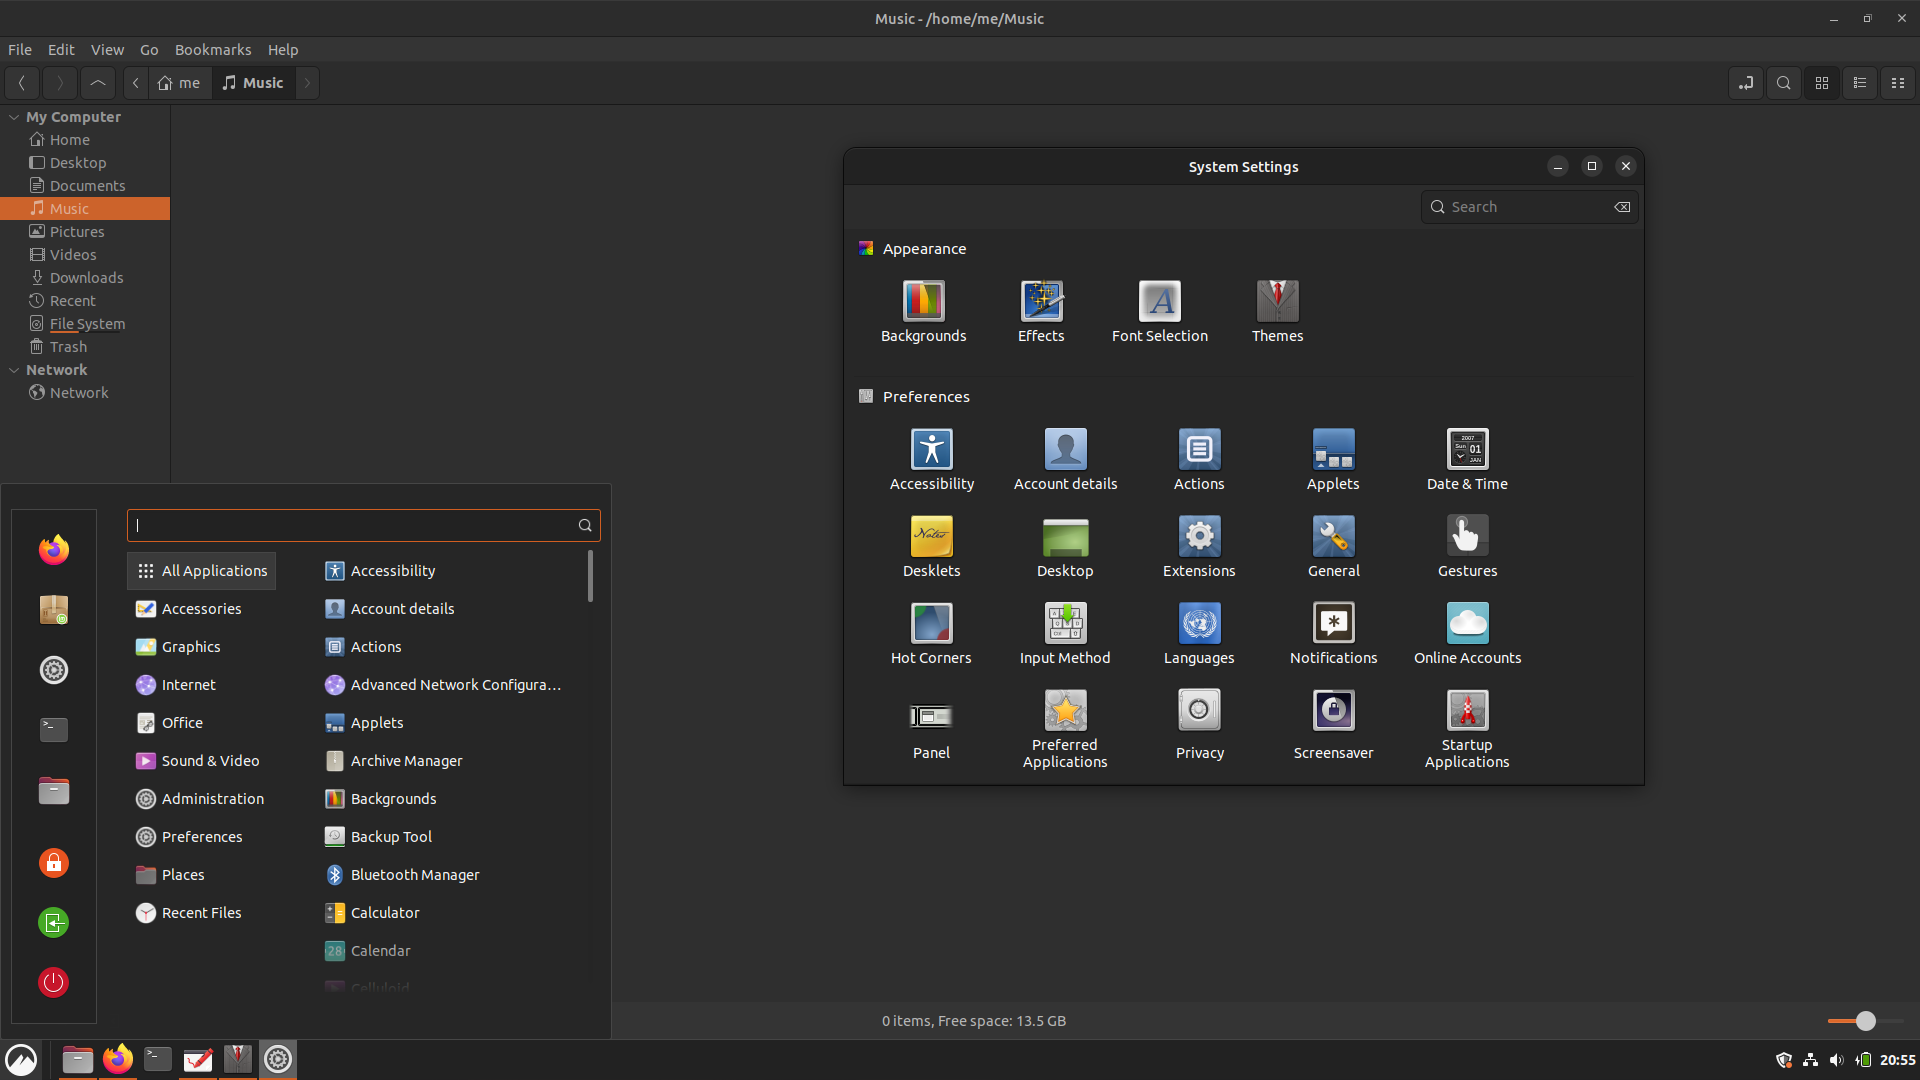 Music - /home/me/Music
File Edit View Go Bookmarks Help
me Music
My Computer
Home
Desktop
Documents
Music
Pictures
Videos
Downloads
Recent
File System
Trash
Network
Network
System Settings
Search
Appearance
Backgrounds Effects Font Selection Themes
Preferences
Accessibility Account details Actions Applets Date & Time
Desklets Desktop Extensions General Gestures
Hot Corners Input Method Languages Notifications Online Accounts
Panel Preferred Applications Privacy Screensaver Startup Applications
All Applications
Accessories
Graphics
Internet
Office
Sound & Video
Administration
Preferences
Places
Recent Files
Accessibility
Account details
Actions
Advanced Network Configura...
Applets
Archive Manager
Backgrounds
Backup Tool
Bluetooth Manager
Calculator
Calendar
Celluloid
0 items, Free space: 13.5 GB
20:55